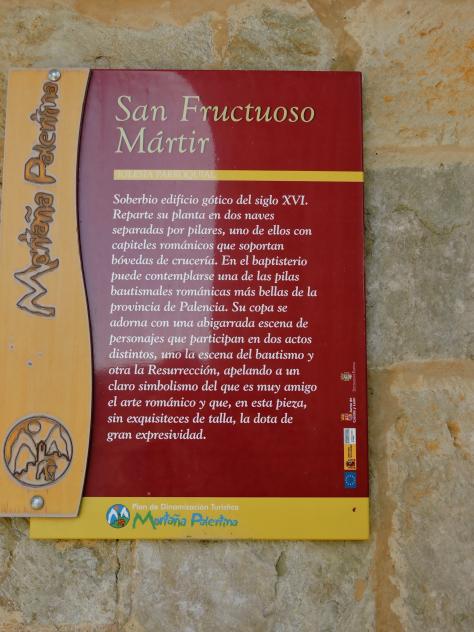 Montaña Palentina
San Fructuoso
Mártir
IGLESIA PARROQUIAL
Soberbio edificio gótico del siglo XVI.
Reparte su planta en dos naves
separadas por pilares, uno de ellos con
capiteles románicos que soportan
bóvedas de crucería. En el baptisterio
puede contemplarse una de las pilas
bautismales románicas más bellas de la
provincia de Palencia. Su copa se
adorna con una abigarrada escena de
personajes que participan en dos actos
distintos, uno la escena del bautismo y
otra la Resurrección, apelando a un
claro simbolismo del que es muy amigo
el arte románico y que, en esta pieza,
sin exquisiteces de talla, la dota de
gran expresividad.
Plan de Dinamización Turística
Montaña Palentina